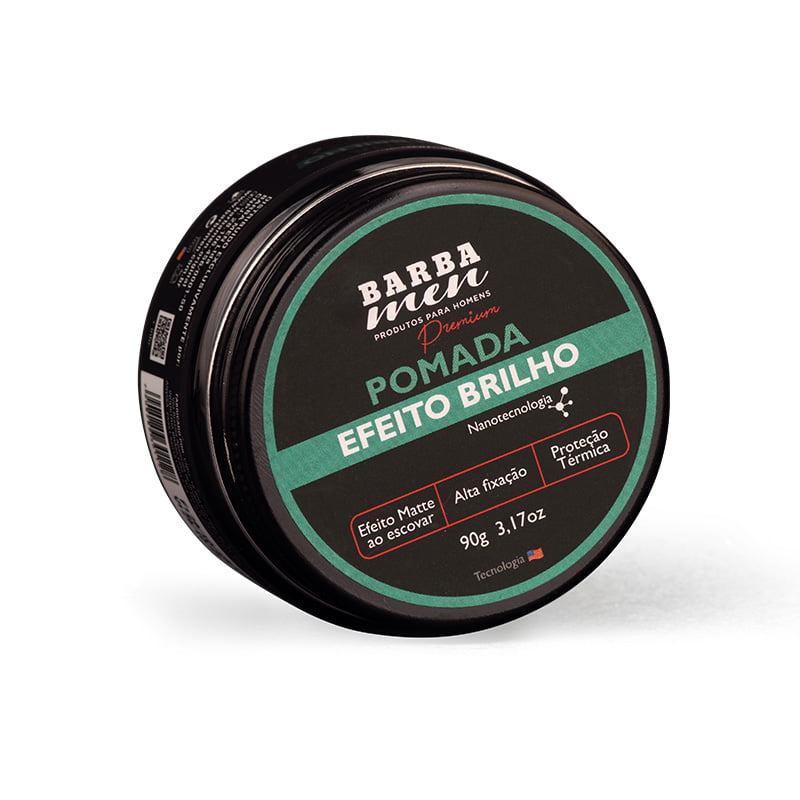 BARBA
men
PRODUTOS PARA HOMENS
Premium
POMADA
EFEITO BRILHO
Nanotecnologia
Efeito Matte
ao escovar
Alta fixação
Proteção
Térmica
90g 3,17oz
Tecnologia
BRILHO